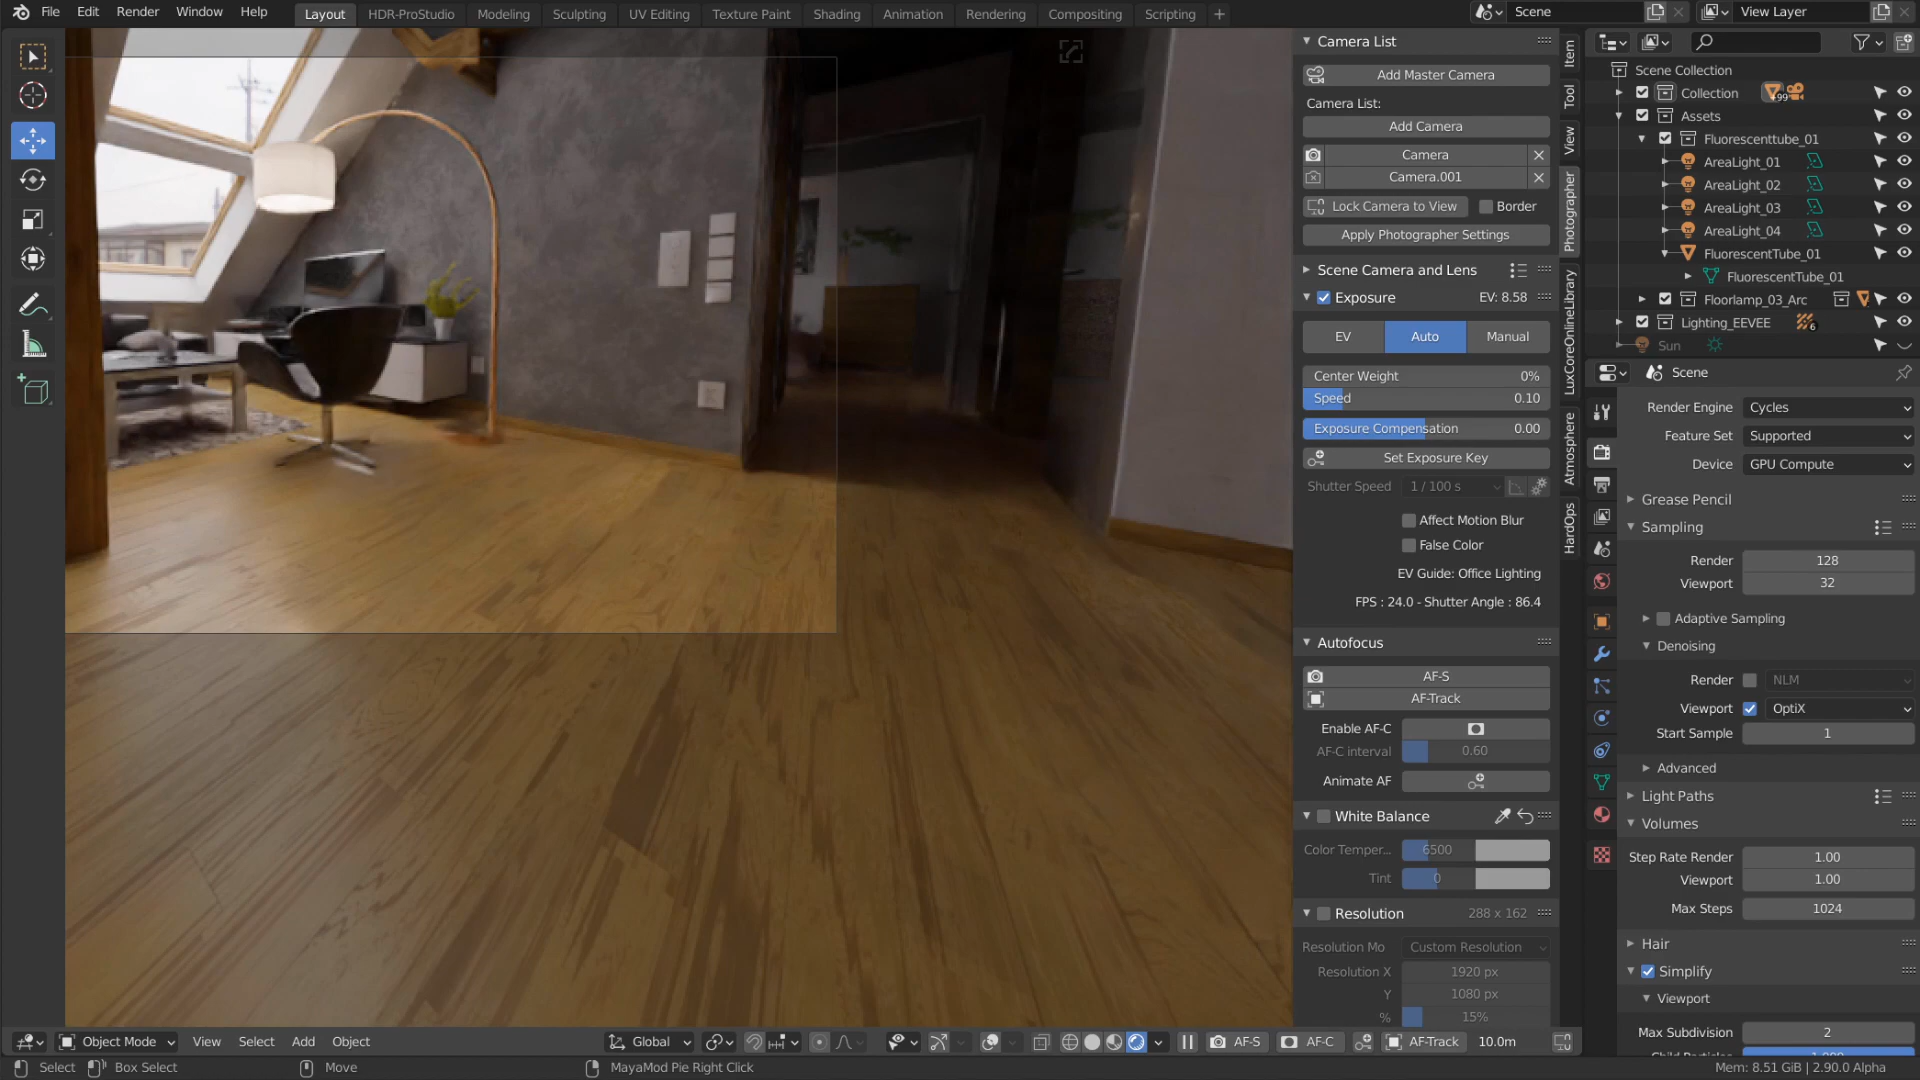 File Edit Render Window Help Layout HDR-ProStudio Modeling Sculpting UV Editing Texture Paint Shading Animation Rendering Compositing Scripting + Scene View Layer
Camera List
Add Master Camera
Camera List:
Add Camera
Camera
Camera.001
Lock Camera to View Border
Apply Photographer Settings
Scene Camera and Lens
Exposure EV: 8.58
EV Auto Manual
Center Weight 0%
Speed 0.10
Exposure Compensation 0.00
Set Exposure Key
Shutter Speed 1 / 100 s
Affect Motion Blur
False Color
EV Guide: Office Lighting
FPS : 24.0 - Shutter Angle : 86.4
Autofocus
AF-S
AF-Track
Enable AF-C
AF-C interval 0.60
Animate AF
White Balance
Color Temper... 6500
Tint 0
Resolution 288 x 162
Resolution Mo Custom Resolution
Resolution X 1920 px
Y 1080 px
% 15%
Item
Tool
View
Photographer
LuxCoreOnlineLibrary
Atmosphere
HardOps
Scene Collection
Collection +99
Assets
Fluorescenttube_01
AreaLight_01
AreaLight_02
AreaLight_03
AreaLight_04
FluorescentTube_01
FluorescentTube_01
Floorlamp_03_Arc
Lighting_EEVEE 6
Sun
Scene
Render Engine Cycles
Feature Set Supported
Device GPU Compute
Grease Pencil
Sampling
Render 128
Viewport 32
Adaptive Sampling
Denoising
Render NLM
Viewport OptiX
Start Sample 1
Advanced
Light Paths
Volumes
Step Rate Render 1.00
Viewport 1.00
Max Steps 1024
Hair
Simplify
Viewport
Max Subdivision 2
Object Mode View Select Add Object Global AF-S AF-C AF-Track 10.0m
Select Box Select Move MayaMod Pie Right Click Mem: 8.51 GiB | 2.90.0 Alpha